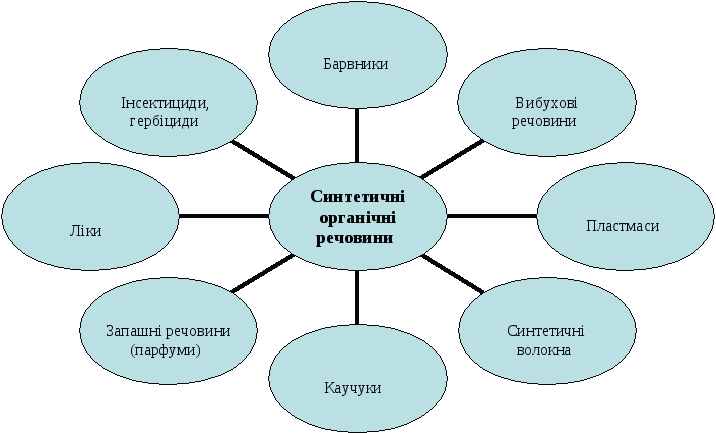 Барвники
Інсектициди,
гербіциди
Вибухові
речовини
Синтетичні
органічні
речовини
Ліки
Пластмаси
Запашні речовини
(парфуми)
Синтетичні
волокна
Каучуки